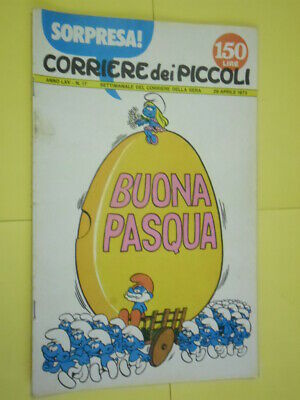 SORPRESA!
150
LIRE
CORRIERE dei PICCOLI
ANNO LXV - N. 17 SETTIMANALE DEL CORRIERE DELLA SERA 29 APRILE 1973
BUONA
PASQUA